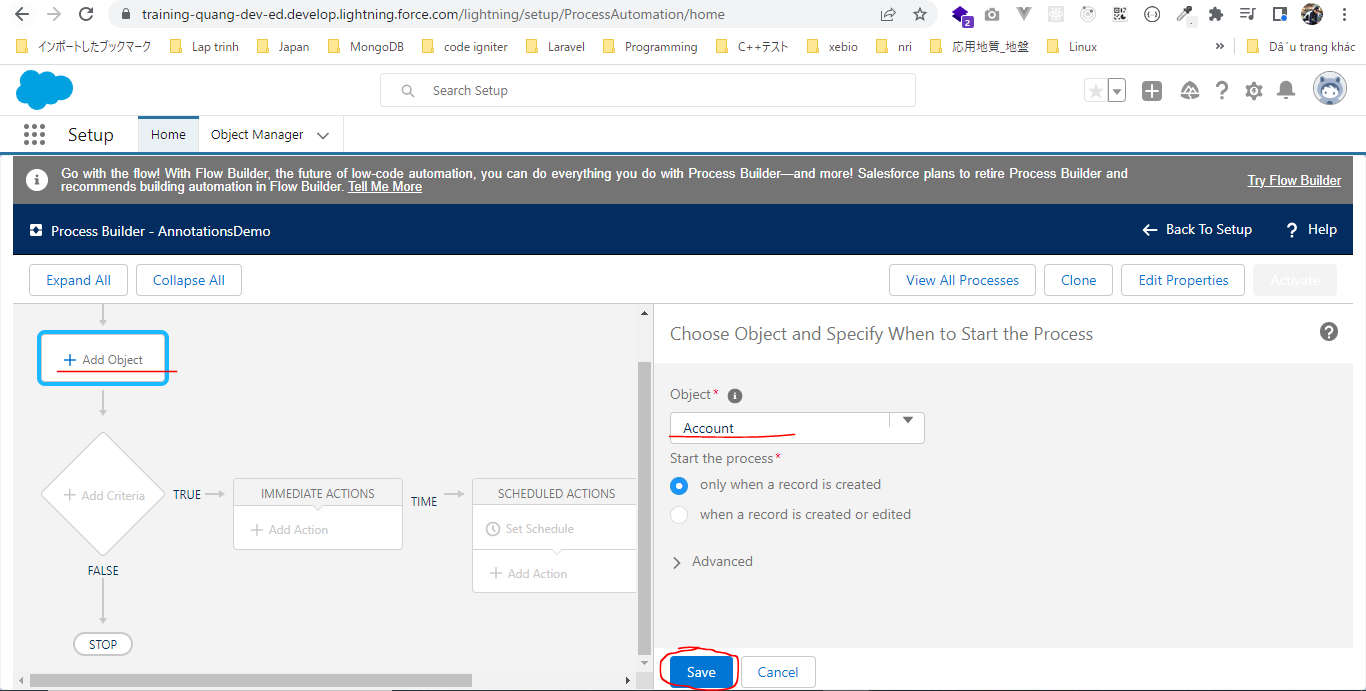 training-quang-dev-ed.develop.lightning.force.com/lightning/setup/ProcessAutomation/home
2
インポートしたブックマーク Lap trinh Japan MongoDB code igniter Laravel Programming C++テスト xebio nri 応用地質_地盤 Linux » Dấu trang khác
Search Setup
Setup Home Object Manager
Go with the flow! With Flow Builder, the future of low-code automation, you can do everything you do with Process Builder—and more! Salesforce plans to retire Process Builder and
recommends building automation in Flow Builder. Tell Me More
Try Flow Builder
Process Builder - AnnotationsDemo
Back To Setup
? Help
Expand All Collapse All View All Processes Clone Edit Properties Activate
Add Object
Add Criteria
TRUE
FALSE
STOP
IMMEDIATE ACTIONS
Add Action
TIME
SCHEDULED ACTIONS
Set Schedule
Add Action
Choose Object and Specify When to Start the Process
Object*
Account
Start the process*
only when a record is created
when a record is created or edited
Advanced
Save Cancel